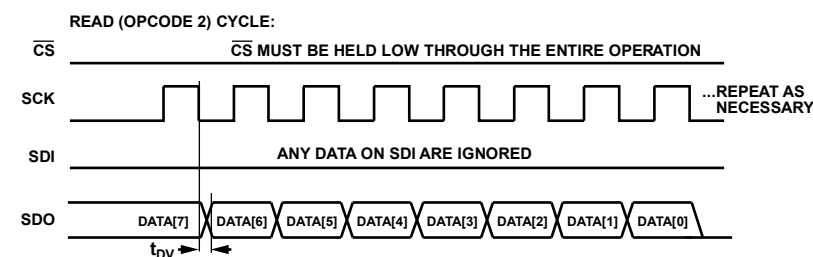 READ (OPCODE 2) CYCLE:
CS
CS MUST BE HELD LOW THROUGH THE ENTIRE OPERATION
SCK
...REPEAT AS
NECESSARY
SDI
ANY DATA ON SDI ARE IGNORED
SDO
DATA[7] DATA[6] DATA[5] DATA[4] DATA[3] DATA[2] DATA[1] DATA[0]
tDV